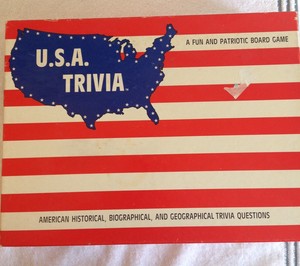 U.S.A.
TRIVIA
A FUN AND PATRIOTIC BOARD GAME
AMERICAN HISTORICAL, BIOGRAPHICAL, AND GEOGRAPHICAL TRIVIA QUESTIONS